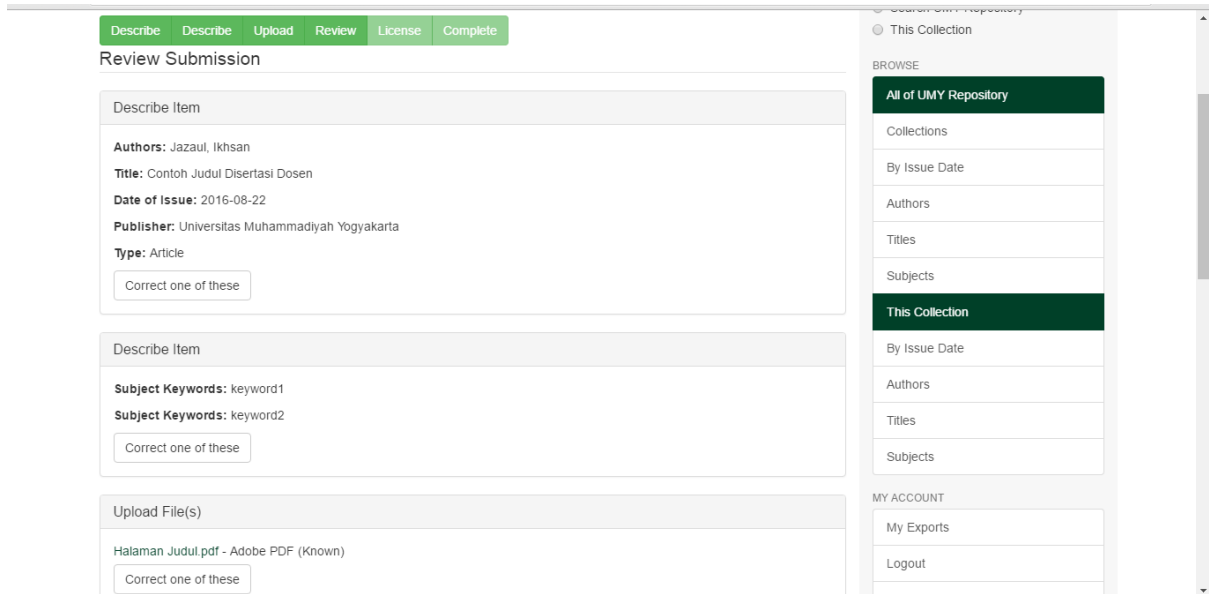 Describe Describe Upload Review License Complete
Review Submission
Describe Item
Authors: Jazaul, Ikhsan
Title: Contoh Judul Disertasi Dosen
Date of Issue: 2016-08-22
Publisher: Universitas Muhammadiyah Yogyakarta
Type: Article
Correct one of these
Describe Item
Subject Keywords: keyword1
Subject Keywords: keyword2
Correct one of these
Upload File(s)
Halaman Judul.pdf - Adobe PDF (Known)
Correct one of these
Search UMY Repository
This Collection
BROWSE
All of UMY Repository
Collections
By Issue Date
Authors
Titles
Subjects
This Collection
By Issue Date
Authors
Titles
Subjects
MY ACCOUNT
My Exports
Logout